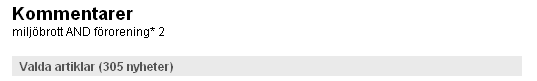 Kommentarer
miljöbrott AND förorening* 2
Valda artiklar (305 nyheter)